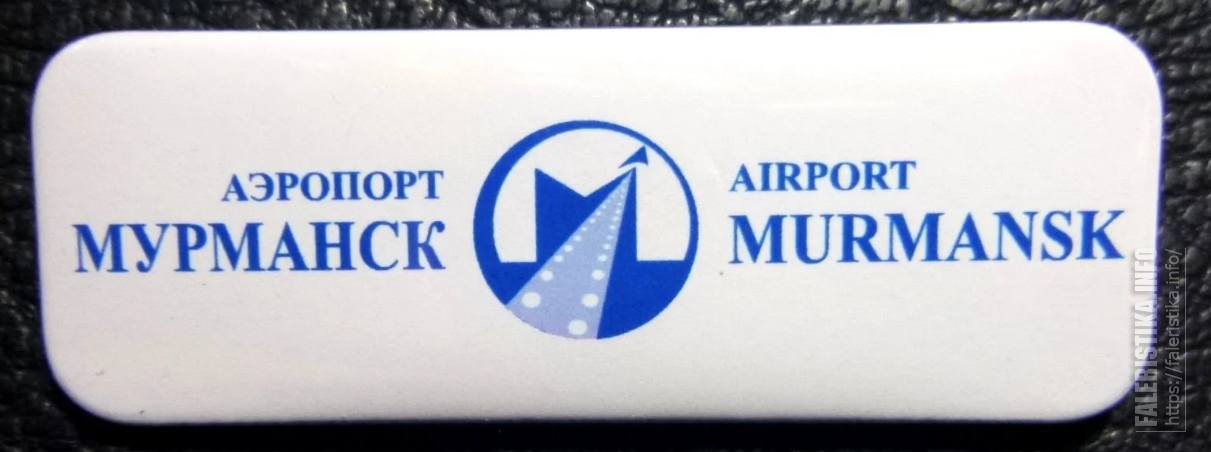 АЭРОПОРТ
МУРМАНСК
AIRPORT
MURMANSK
FALERISTIKA.INFO
https://faleristika.info/